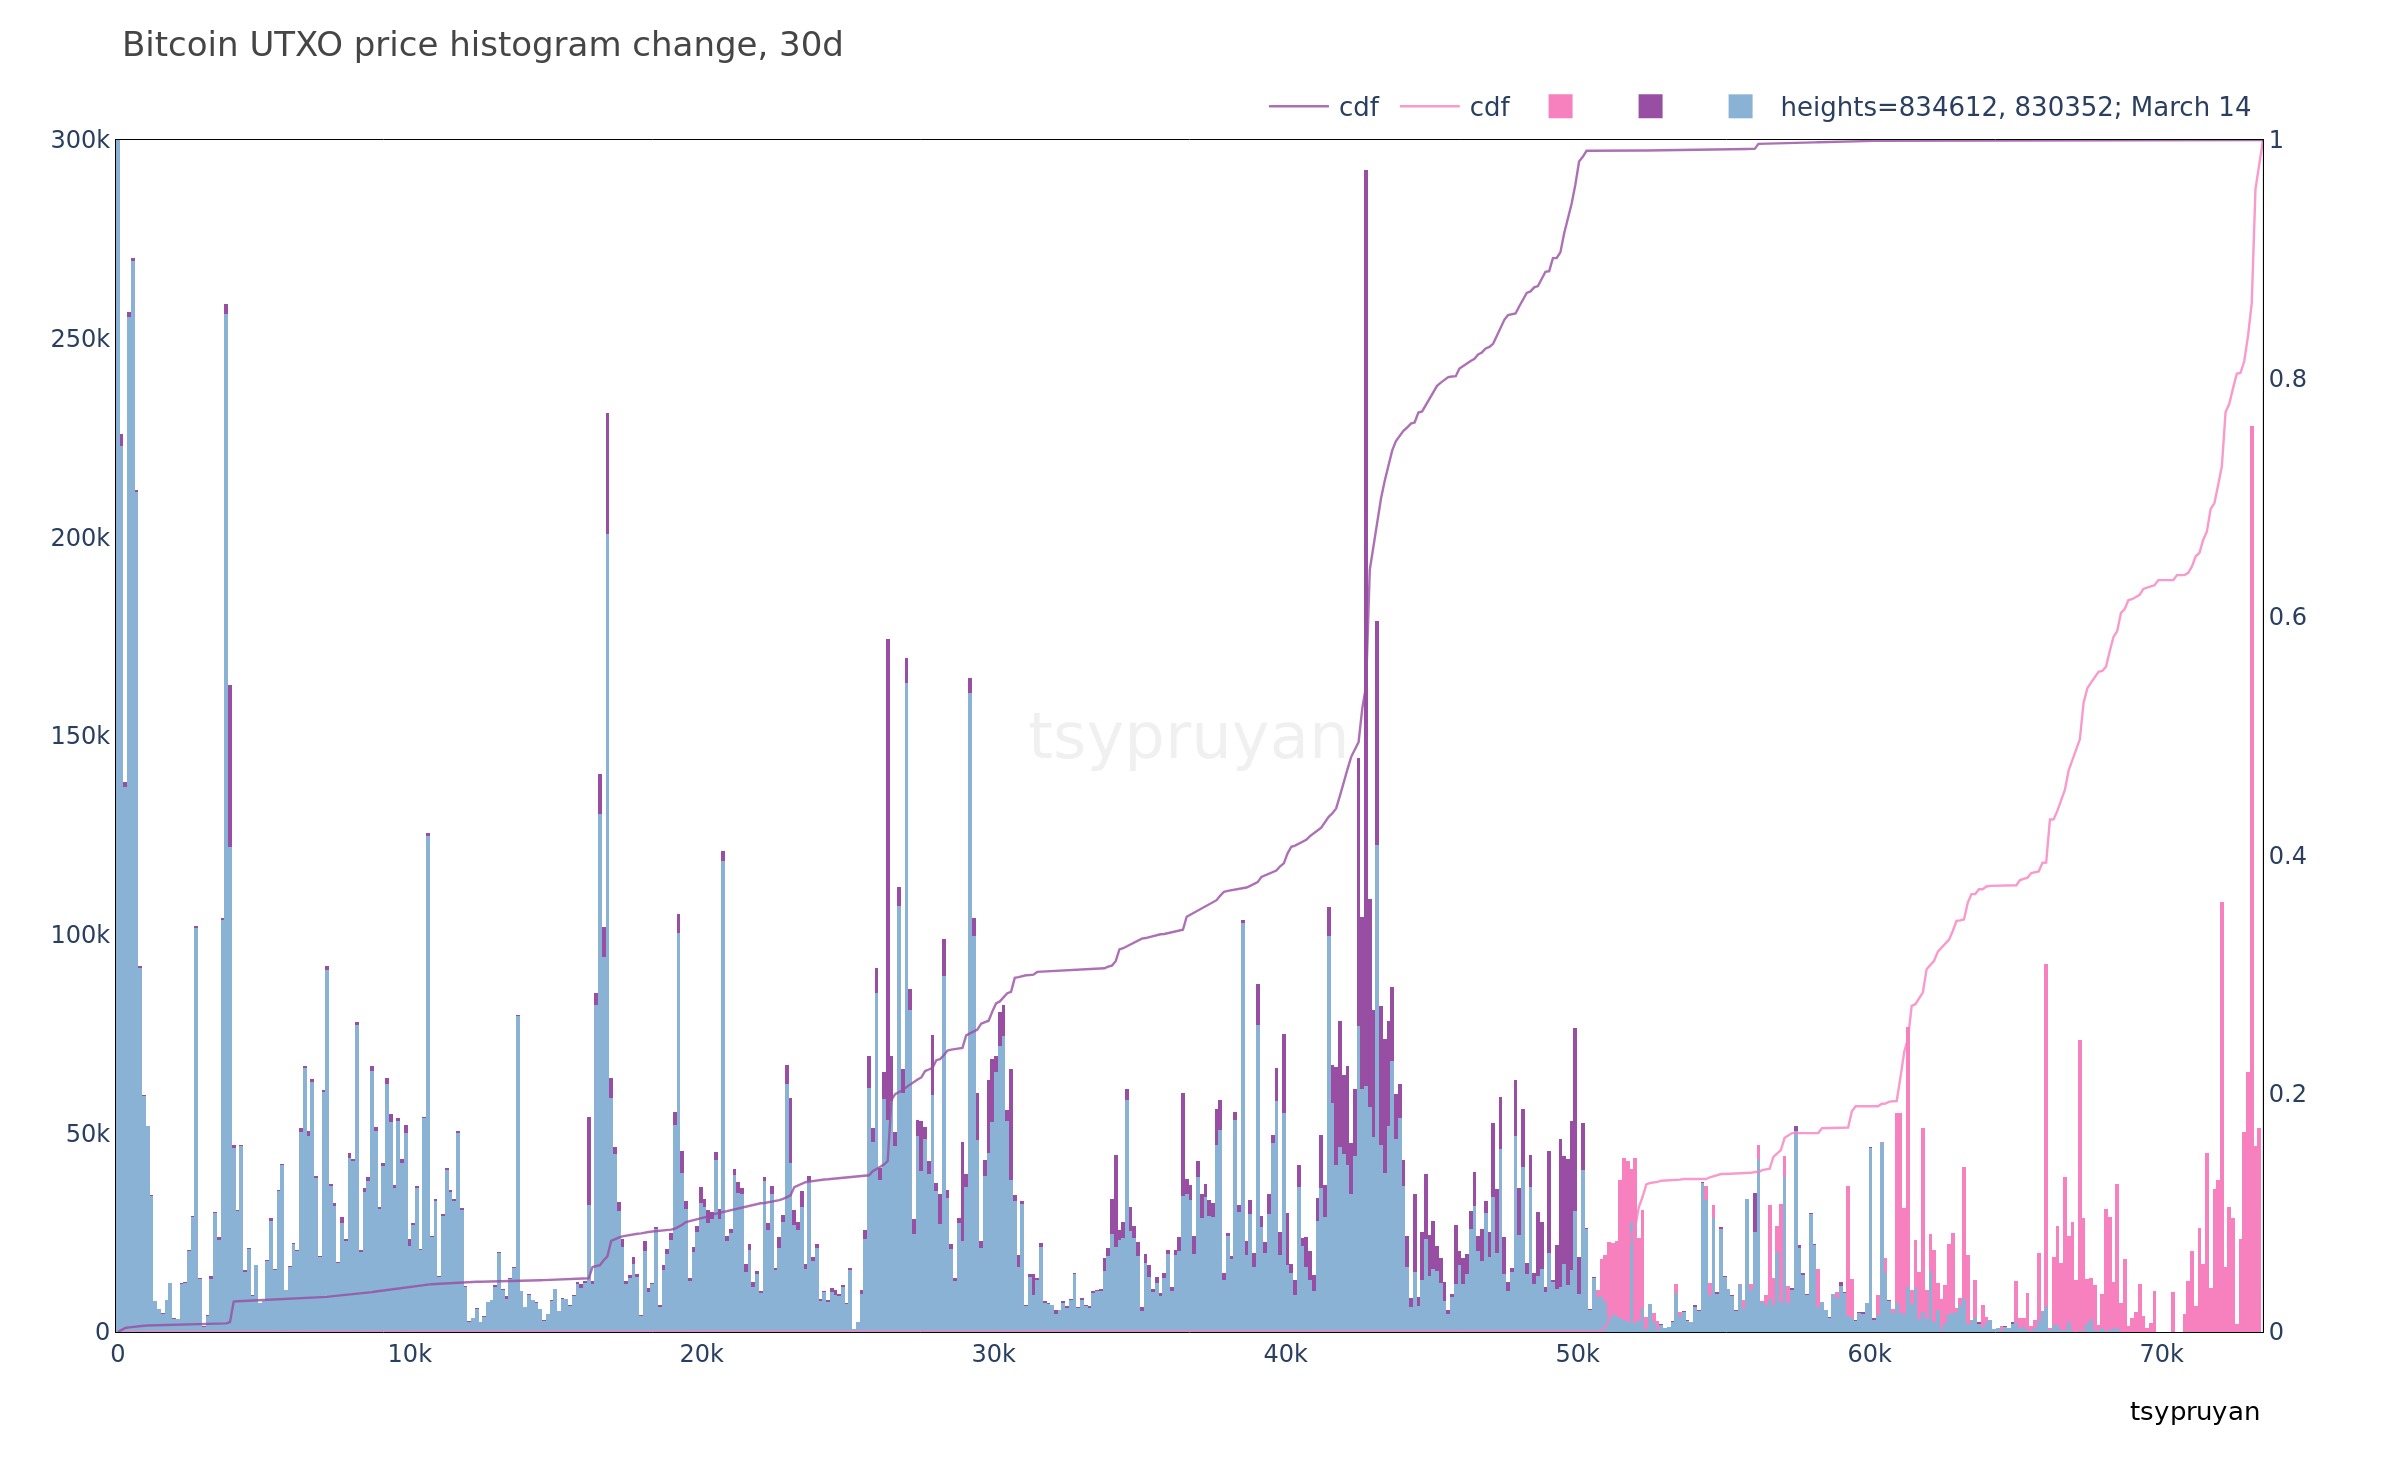 Bitcoin UTXO price histogram change, 30d
cdf cdf heights=834612, 830352; March 14
300k
250k
200k
150k
100k
50k
0
1
0.8
0.6
0.4
0.2
0
tsypruyan
0 10k 20k 30k 40k 50k 60k 70k
tsypruyan